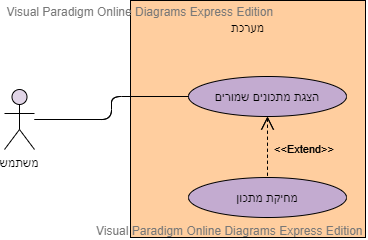 Visual Paradigm Online Diagrams Express Edition
מערכת
הצגת מתכונים שמורים
<<Extend>>
משתמש
מחיקת מתכון
Visual Paradigm Online Diagrams Express Edition